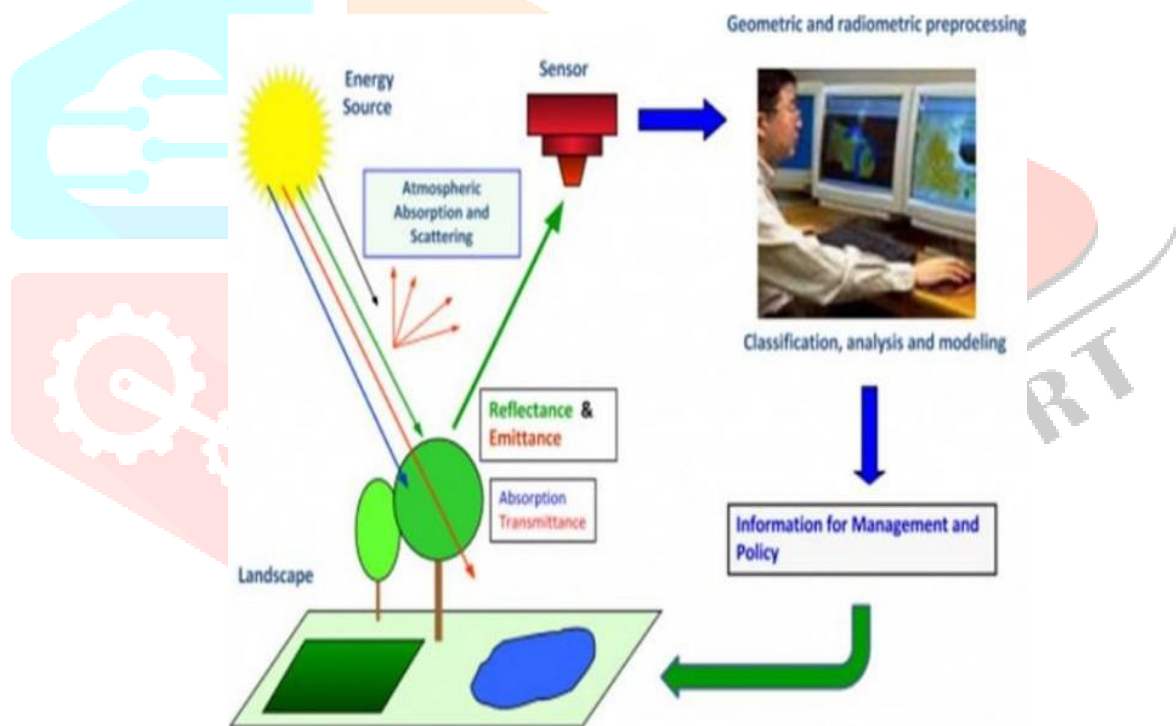 Geometric and radiometric preprocessing
Energy
Source
Sensor
Atmospheric
Absorption and
Scattering
Classification, analysis and modeling
Reflectance &
Emittance
Absorption
Transmittance
Information for Management and
Policy
Landscape
RT